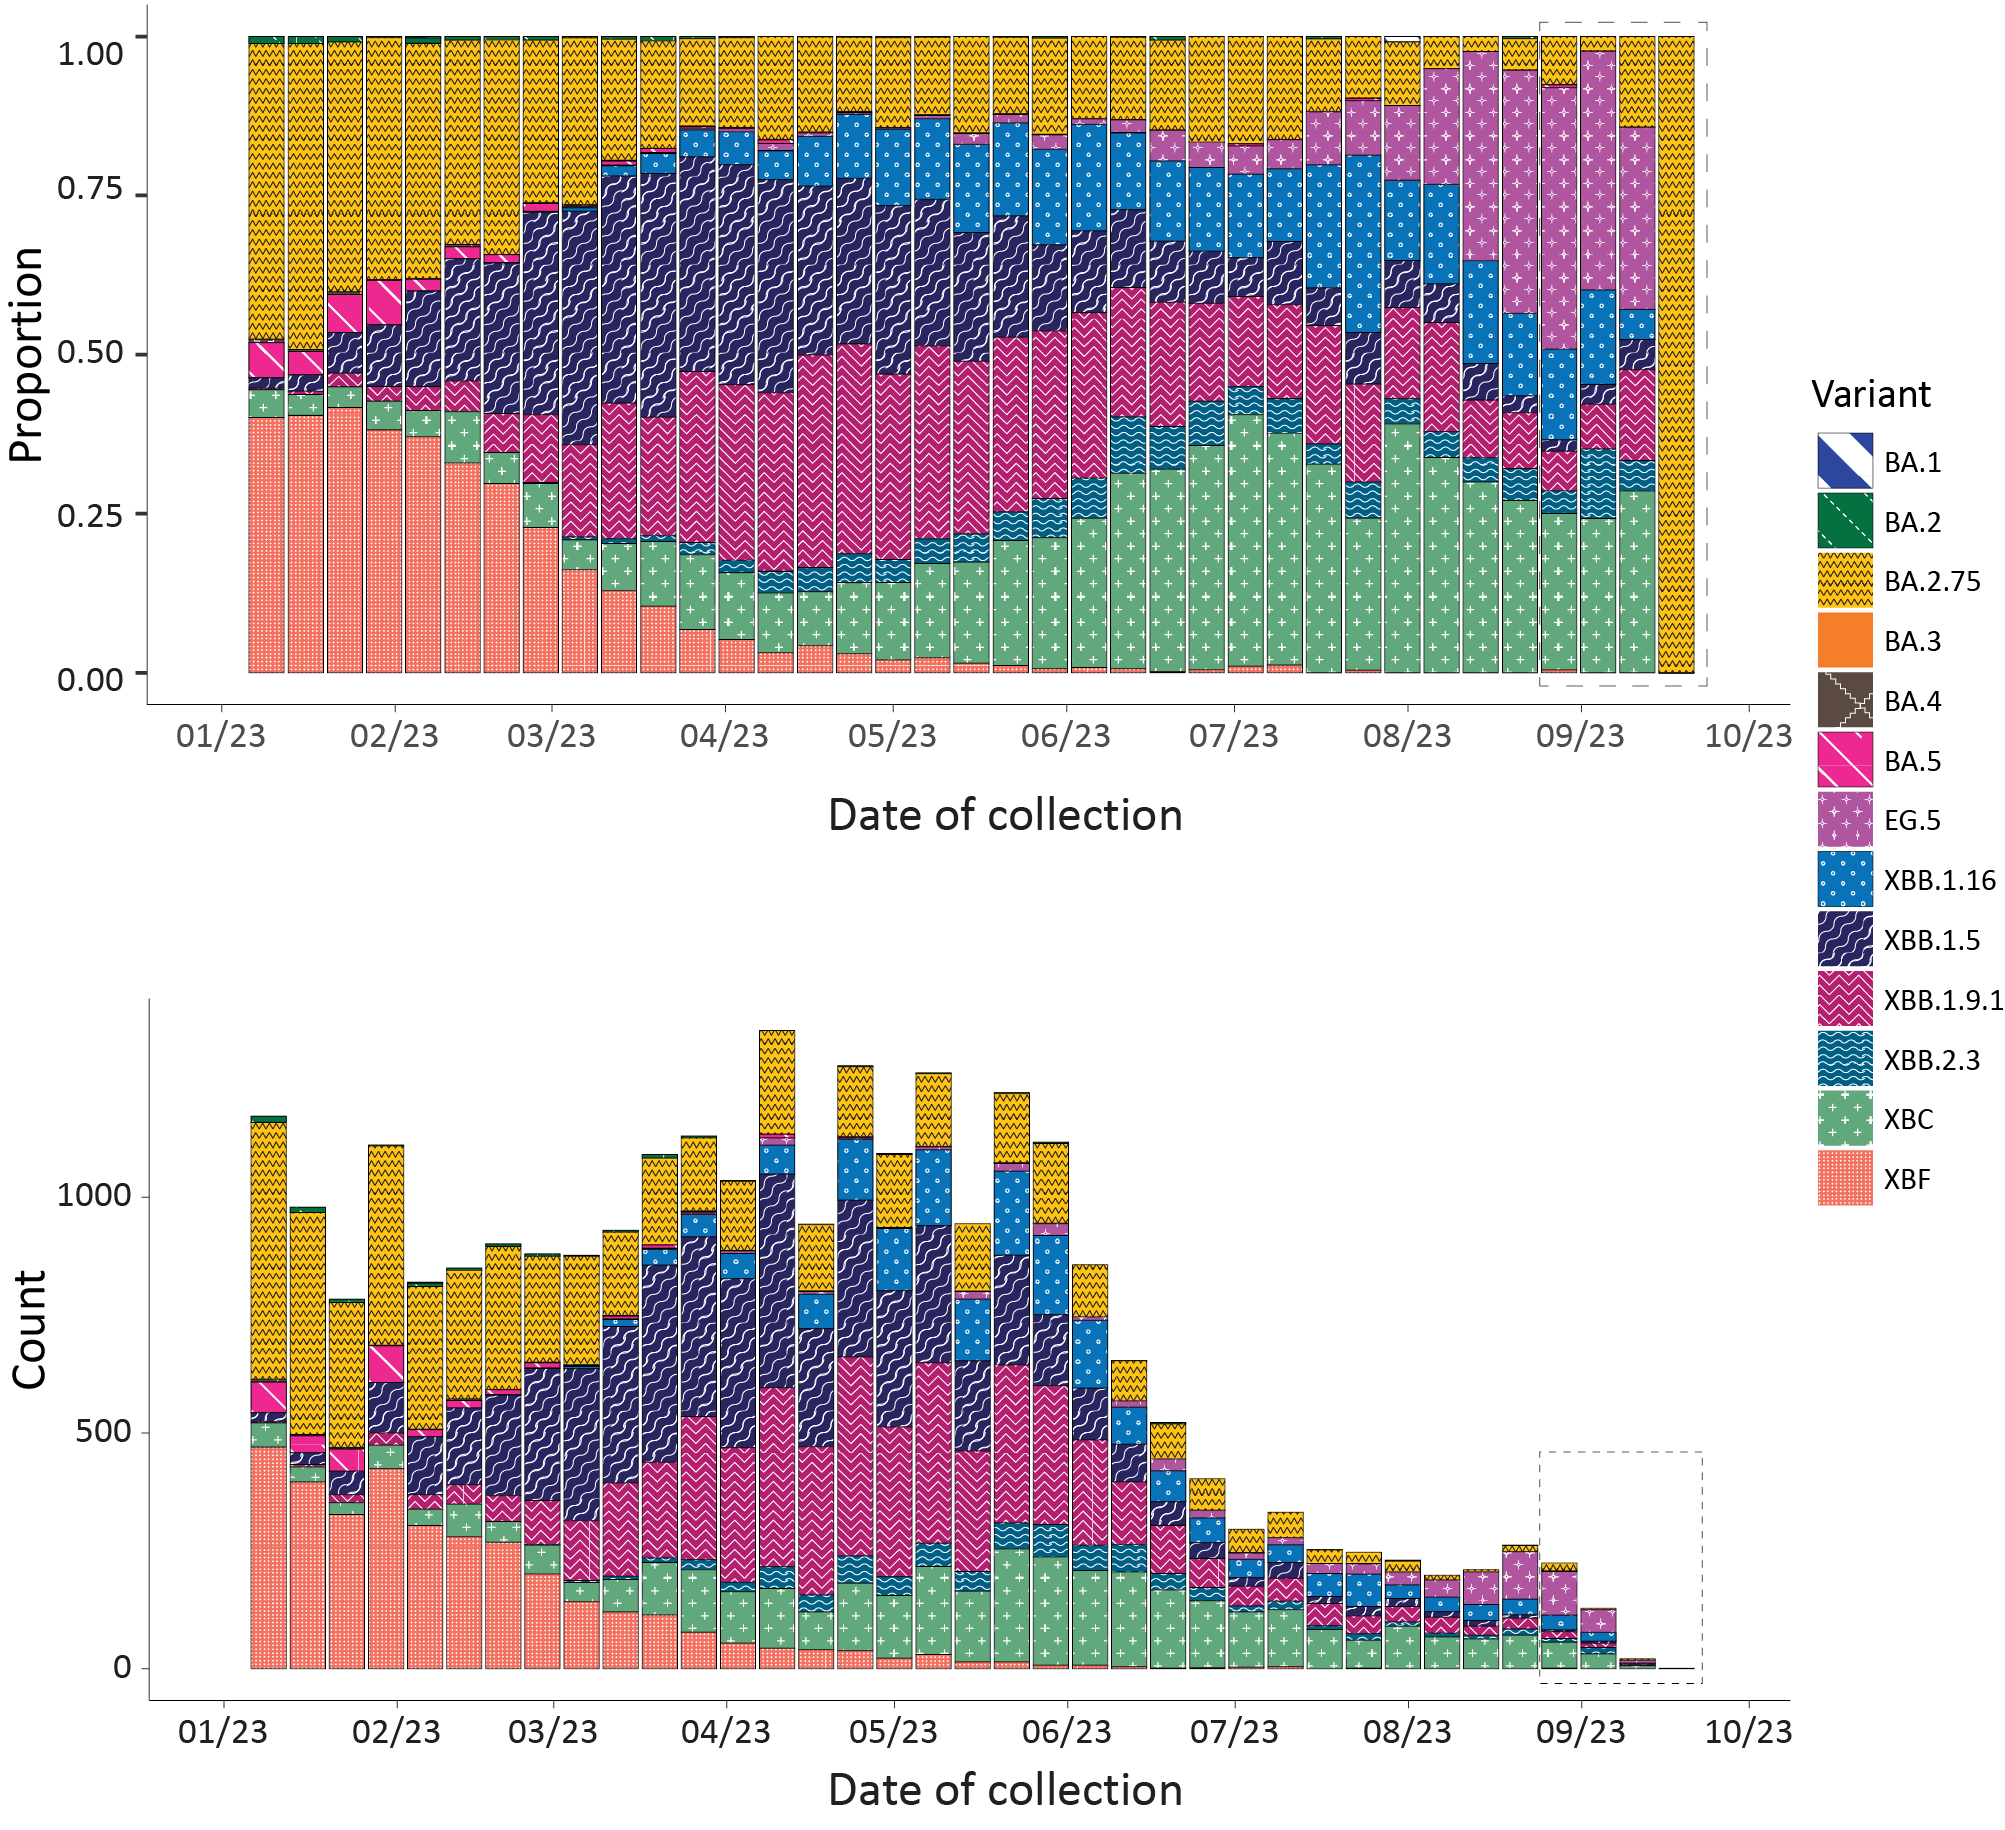 1.00
0.75
0.50
0.25
0.00
Proportion
01/23 02/23 03/23 04/23 05/23 06/23 07/23 08/23 09/23 10/23
Date of collection
Variant
BA.1
BA.2
BA.2.75
BA.3
BA.4
BA.5
EG.5
XBB.1.16
XBB.1.5
XBB.1.9.1
XBB.2.3
XBC
XBF
1000
500
0
Count
01/23 02/23 03/23 04/23 05/23 06/23 07/23 08/23 09/23 10/23
Date of collection